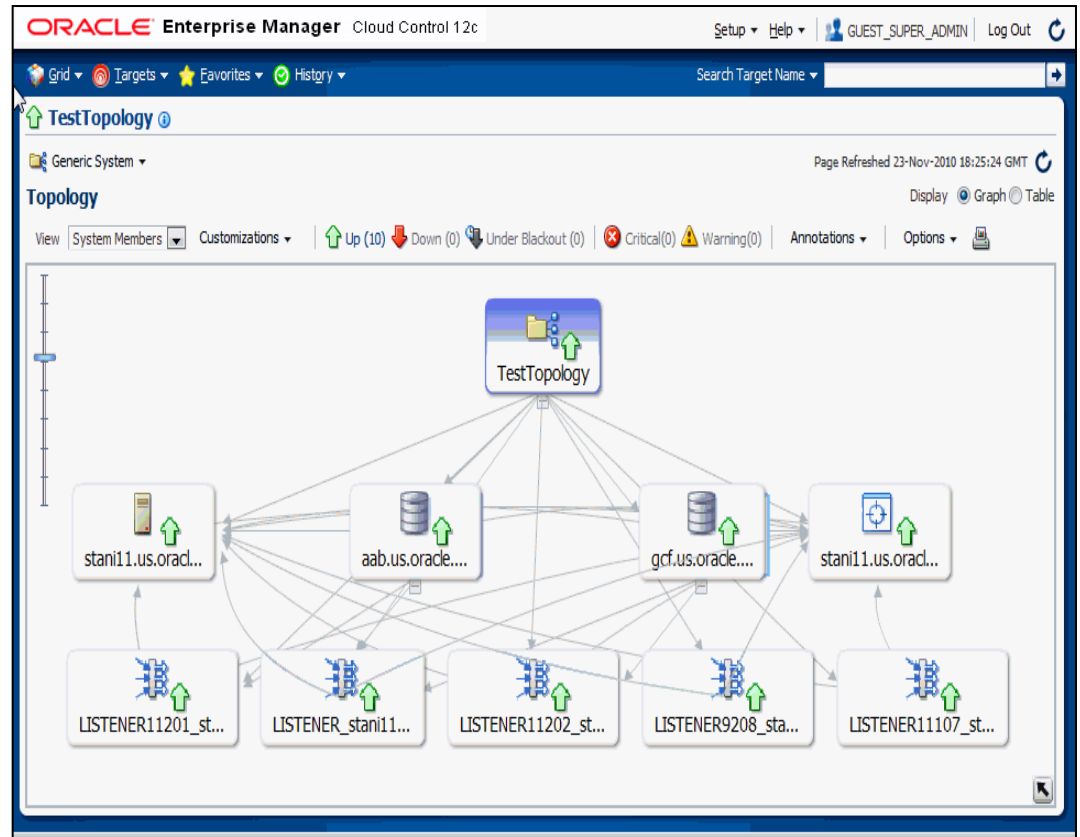 ORACLE Enterprise Manager Cloud Control 12c
Setup Help GUEST_SUPER_ADMIN Log Out
Grid Targets Favorites History Search Target Name
TestTopology
Generic System Page Refreshed 23-Nov-2010 18:25:24 GMT
Topology Display Graph Table
View System Members Customizations Up (10) Down (0) Under Blackout (0) Critical(0) Warning(0) Annotations Options
TestTopology
stani11.us.oracl... aab.us.oracle.... gcf.us.oracle.... stani11.us.oracl...
LISTENER11201_st... LISTENER_stani11... LISTENER11202_st... LISTENER9208_sta... LISTENER11107_st...